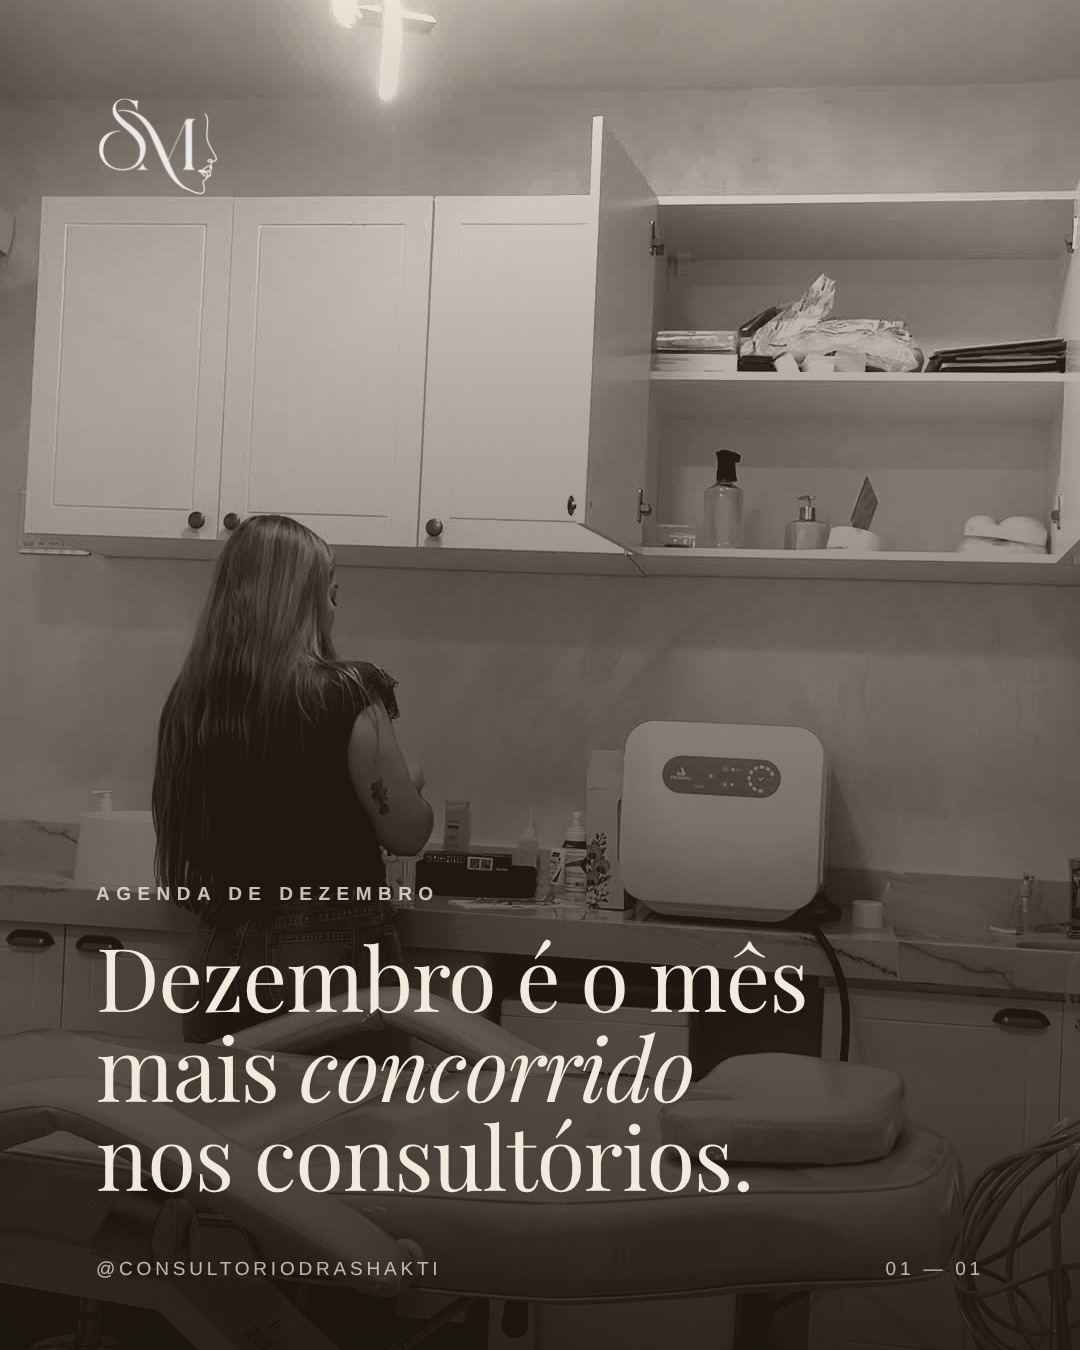 SM
AGENDA DE DEZEMBRO
Dezembro é o mês
mais concorrido
nos consultórios.
@CONSULTORIODRASHAKTI
01 — 01